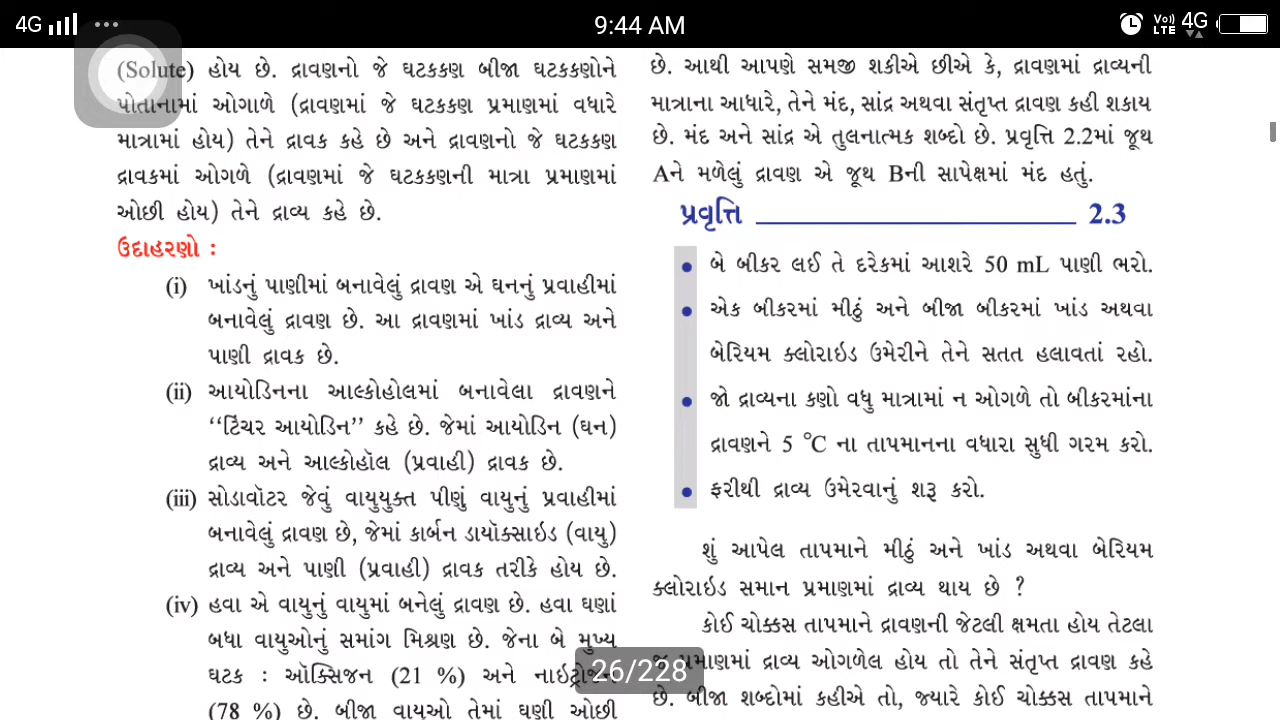 4G
9:44 AM
Vo))
LTE
4G
(Solute) હોય છે. દ્રાવણનો જે ઘટકકણ બીજા ઘટકકણોને
પોતાનામાં ઓગાળે (દ્રાવણમાં જે ઘટકકણ પ્રમાણમાં વધારે
માત્રામાં હોય) તેને દ્રાવક કહે છે અને દ્રાવણનો જે ઘટકકણ
દ્રાવકમાં ઓગળે (દ્રાવણમાં જે ઘટકકણની માત્રા પ્રમાણમાં
ઓછી હોય) તેને દ્રાવ્ય કહે છે.
ઉદાહરણો :
(i) ખાંડનું પાણીમાં બનાવેલું દ્રાવણ એ ઘનનું પ્રવાહીમાં
બનાવેલું દ્રાવણ છે. આ દ્રાવણમાં ખાંડ દ્રાવ્ય અને
પાણી દ્રાવક છે.
(ii) આયોડિનના આલ્કોહોલમાં બનાવેલા દ્રાવણને
‘‘ટિંચર આયોડિન’’ કહે છે. જેમાં આયોડિન (ઘન)
દ્રાવ્ય અને આલ્કોહૉલ (પ્રવાહી) દ્રાવક છે.
(iii) સોડાવૉટર જેવું વાયુયુક્ત પીણું વાયુનું પ્રવાહીમાં
બનાવેલું દ્રાવણ છે, જેમાં કાર્બન ડાયૉક્સાઇડ (વાયુ)
દ્રાવ્ય અને પાણી (પ્રવાહી) દ્રાવક તરીકે હોય છે.
(iv) હવા એ વાયુનું વાયુમાં બનેલું દ્રાવણ છે. હવા ઘણાં
બધા વાયુઓનું સમાંગ મિશ્રણ છે. જેના બે મુખ્ય
ઘટક : ઑક્સિજન (21 %) અને નાઇટ્રોજન
(78 %) છે. બીજા વાયુઓ તેમાં ઘણી ઓછી
છે. આથી આપણે સમજી શકીએ છીએ કે, દ્રાવણમાં દ્રાવ્યની
માત્રાના આધારે, તેને મંદ, સાંદ્ર અથવા સંતૃપ્ત દ્રાવણ કહી શકાય
છે. મંદ અને સાંદ્ર એ તુલનાત્મક શબ્દો છે. પ્રવૃત્તિ 2.2માં જૂથ
Aને મળેલું દ્રાવણ એ જૂથ Bની સાપેક્ષમાં મંદ હતું.
પ્રવૃત્તિ 2.3
• બે બીકર લઈ તે દરેકમાં આશરે 50 mL પાણી ભરો.
• એક બીકરમાં મીઠું અને બીજા બીકરમાં ખાંડ અથવા
બેરિયમ ક્લોરાઇડ ઉમેરીને તેને સતત હલાવતાં રહો.
• જો દ્રાવ્યના કણો વધુ માત્રામાં ન ઓગળે તો બીકરમાંના
દ્રાવણને 5 °C ના તાપમાનના વધારા સુધી ગરમ કરો.
• ફરીથી દ્રાવ્ય ઉમેરવાનું શરૂ કરો.
શું આપેલ તાપમાને મીઠું અને ખાંડ અથવા બેરિયમ
ક્લોરાઇડ સમાન પ્રમાણમાં દ્રાવ્ય થાય છે ?
કોઈ ચોક્કસ તાપમાને દ્રાવણની જેટલી ક્ષમતા હોય તેટલા
જ પ્રમાણમાં દ્રાવ્ય ઓગળેલ હોય તો તેને સંતૃપ્ત દ્રાવણ કહે
છે. બીજા શબ્દોમાં કહીએ તો, જ્યારે કોઈ ચોક્કસ તાપમાને
26/228